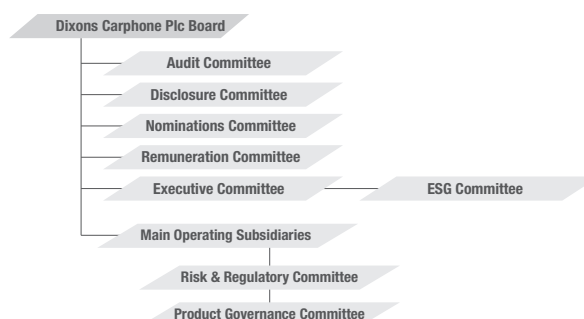 Dixons Carphone Plc Board
Audit Committee
Disclosure Committee
Nominations Committee
Remuneration Committee
Executive Committee
ESG Committee
Main Operating Subsidiaries
Risk & Regulatory Committee
Product Governance Committee